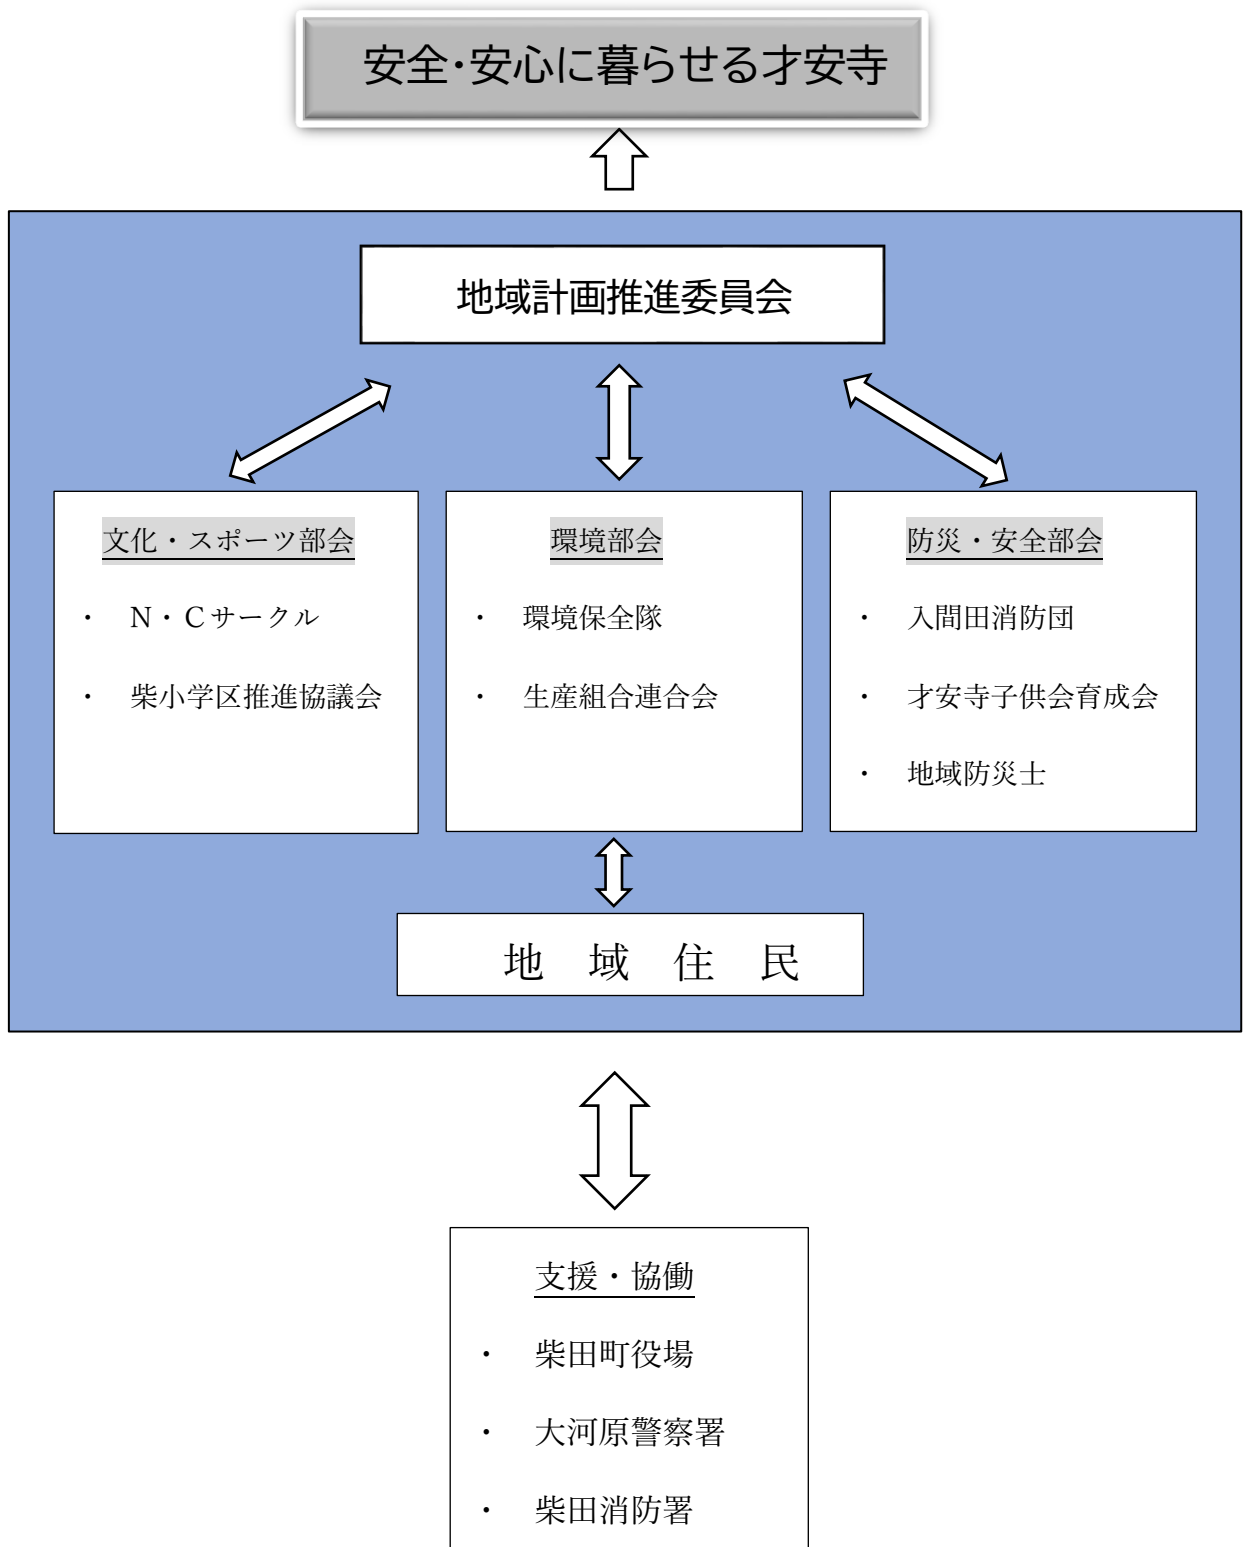 安全・安心に暮らせる才安寺
地域計画推進委員会
文化・スポーツ部会
・ N・Cサークル
・ 柴小学区推進協議会
環境部会
・ 環境保全隊
・ 生産組合連合会
防災・安全部会
・ 入間田消防団
・ 才安寺子供会育成会
・ 地域防災士
地 域 住 民
支援・協働
・ 柴田町役場
・ 大河原警察署
・ 柴田消防署